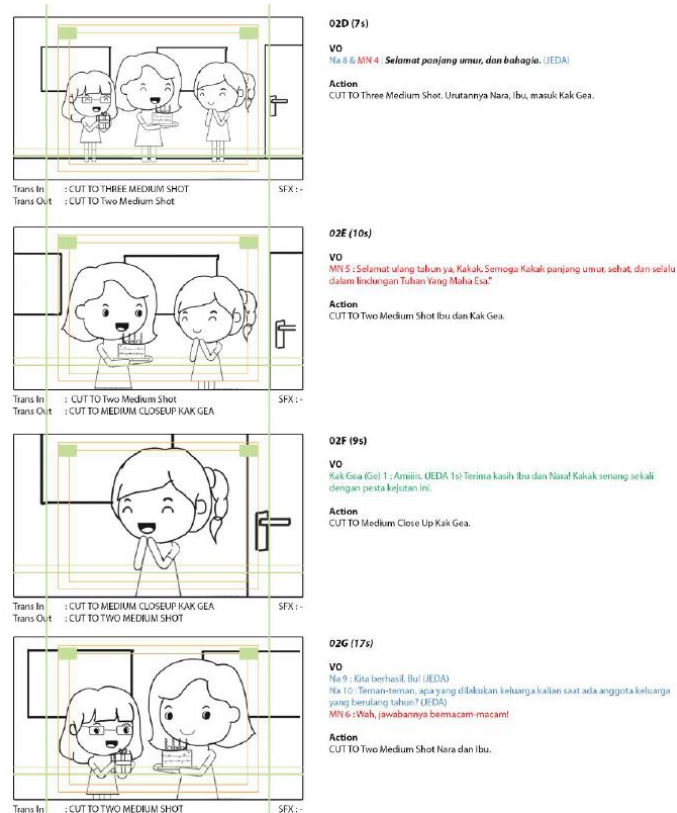 02D (7s)
VO
Na 8 & MN 4 : Selamat panjang umur, dan bahagia. (JEDA)
Action
CUT TO Three Medium Shot. Urutannya Nara, Ibu, masuk Kak Gea.
Trans In : CUT TO THREE MEDIUM SHOT SFX : -
Trans Out : CUT TO Two Medium Shot
02E (10s)
VO
MN 5 : Selamat ulang tahun ya, Kakak. Semoga Kakak panjang umur, sehat, dan selalu
dalam lindungan Tuhan Yang Maha Esa."
Action
CUT TO Two Medium Shot Ibu dan Kak Gea.
Trans In : CUT TO Two Medium Shot SFX : -
Trans Out : CUT TO MEDIUM CLOSEUP KAK GEA
02F (9s)
VO
Kak Gea (Ge) 1 : Amiiin. (JEDA 1s) Terima kasih Ibu dan Nara! Kakak senang sekali
dengan pesta kejutan ini.
Action
CUT TO Medium Close Up Kak Gea.
Trans In : CUT TO MEDIUM CLOSEUP KAK GEA SFX : -
Trans Out : CUT TO TWO MEDIUM SHOT
02G (17s)
VO
Na 9 : Kita berhasil, Bu! (JEDA)
Na 10 : Teman-teman, apa yang dilakukan keluarga kalian saat ada anggota keluarga
yang berulang tahun? (JEDA)
MN 6 : Wah, jawabannya bermacam-macam!
Action
CUT TO Two Medium Shot Nara dan Ibu.
Trans In : CUT TO TWO MEDIUM SHOT SFX : -